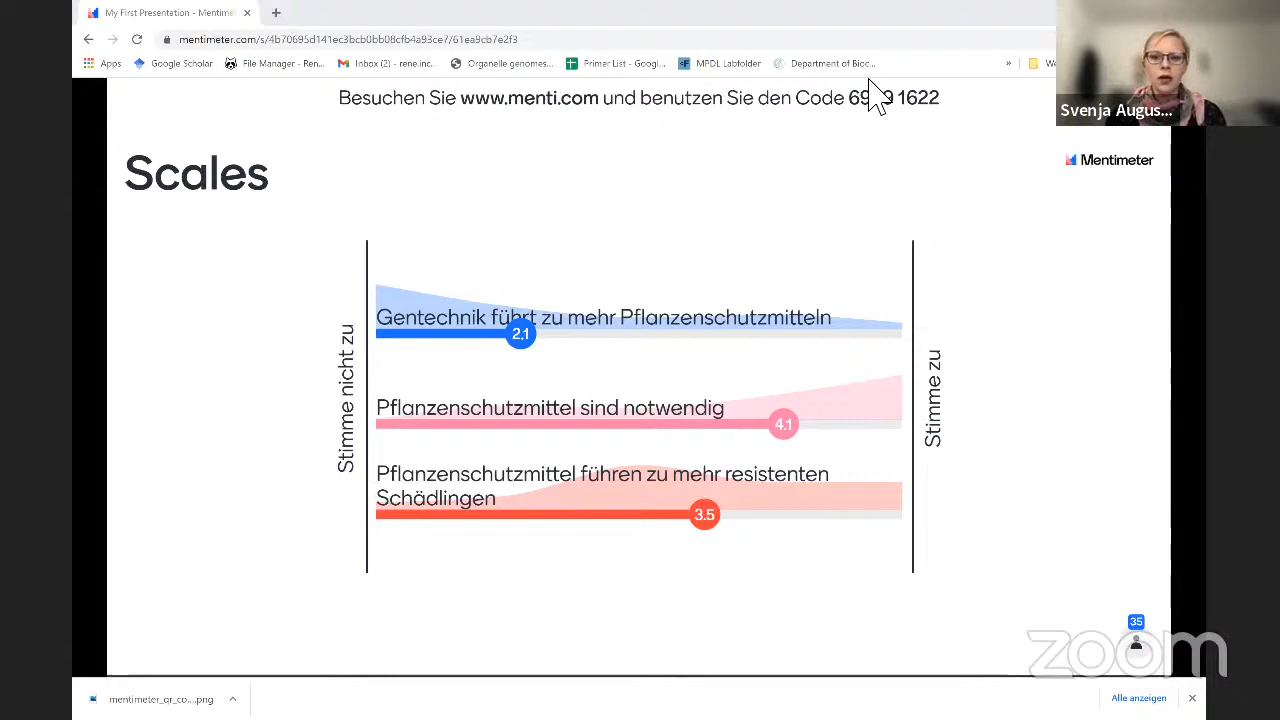 My First Presentation - Mentime
mentimeter.com/s/4b70695d141ec3bcb0bb08cfb4a93ce7/61ea9cb7e2f3
Apps Google Scholar File Manager - Ren... Inbox (2) - rene.inc... Quenelle gourmes... Primer List - Googl... MPDL Labfolder Department of Bioc... »
Besuchen Sie www.menti.com und benutzen Sie den Code 1622
Svenja Augus...
Mentimeter
Scales
Stimme nicht zu
Gentechnik führt zu mehr Pflanzenschutzmitteln
2.1
Pflanzenschutzmittel sind notwendig
4.1
Pflanzenschutzmittel führen zu mehr resistenten
Schädlingen
3.5
Stimme zu
35
zoom
mentimeter_qr_co....png
Alle anzeigen